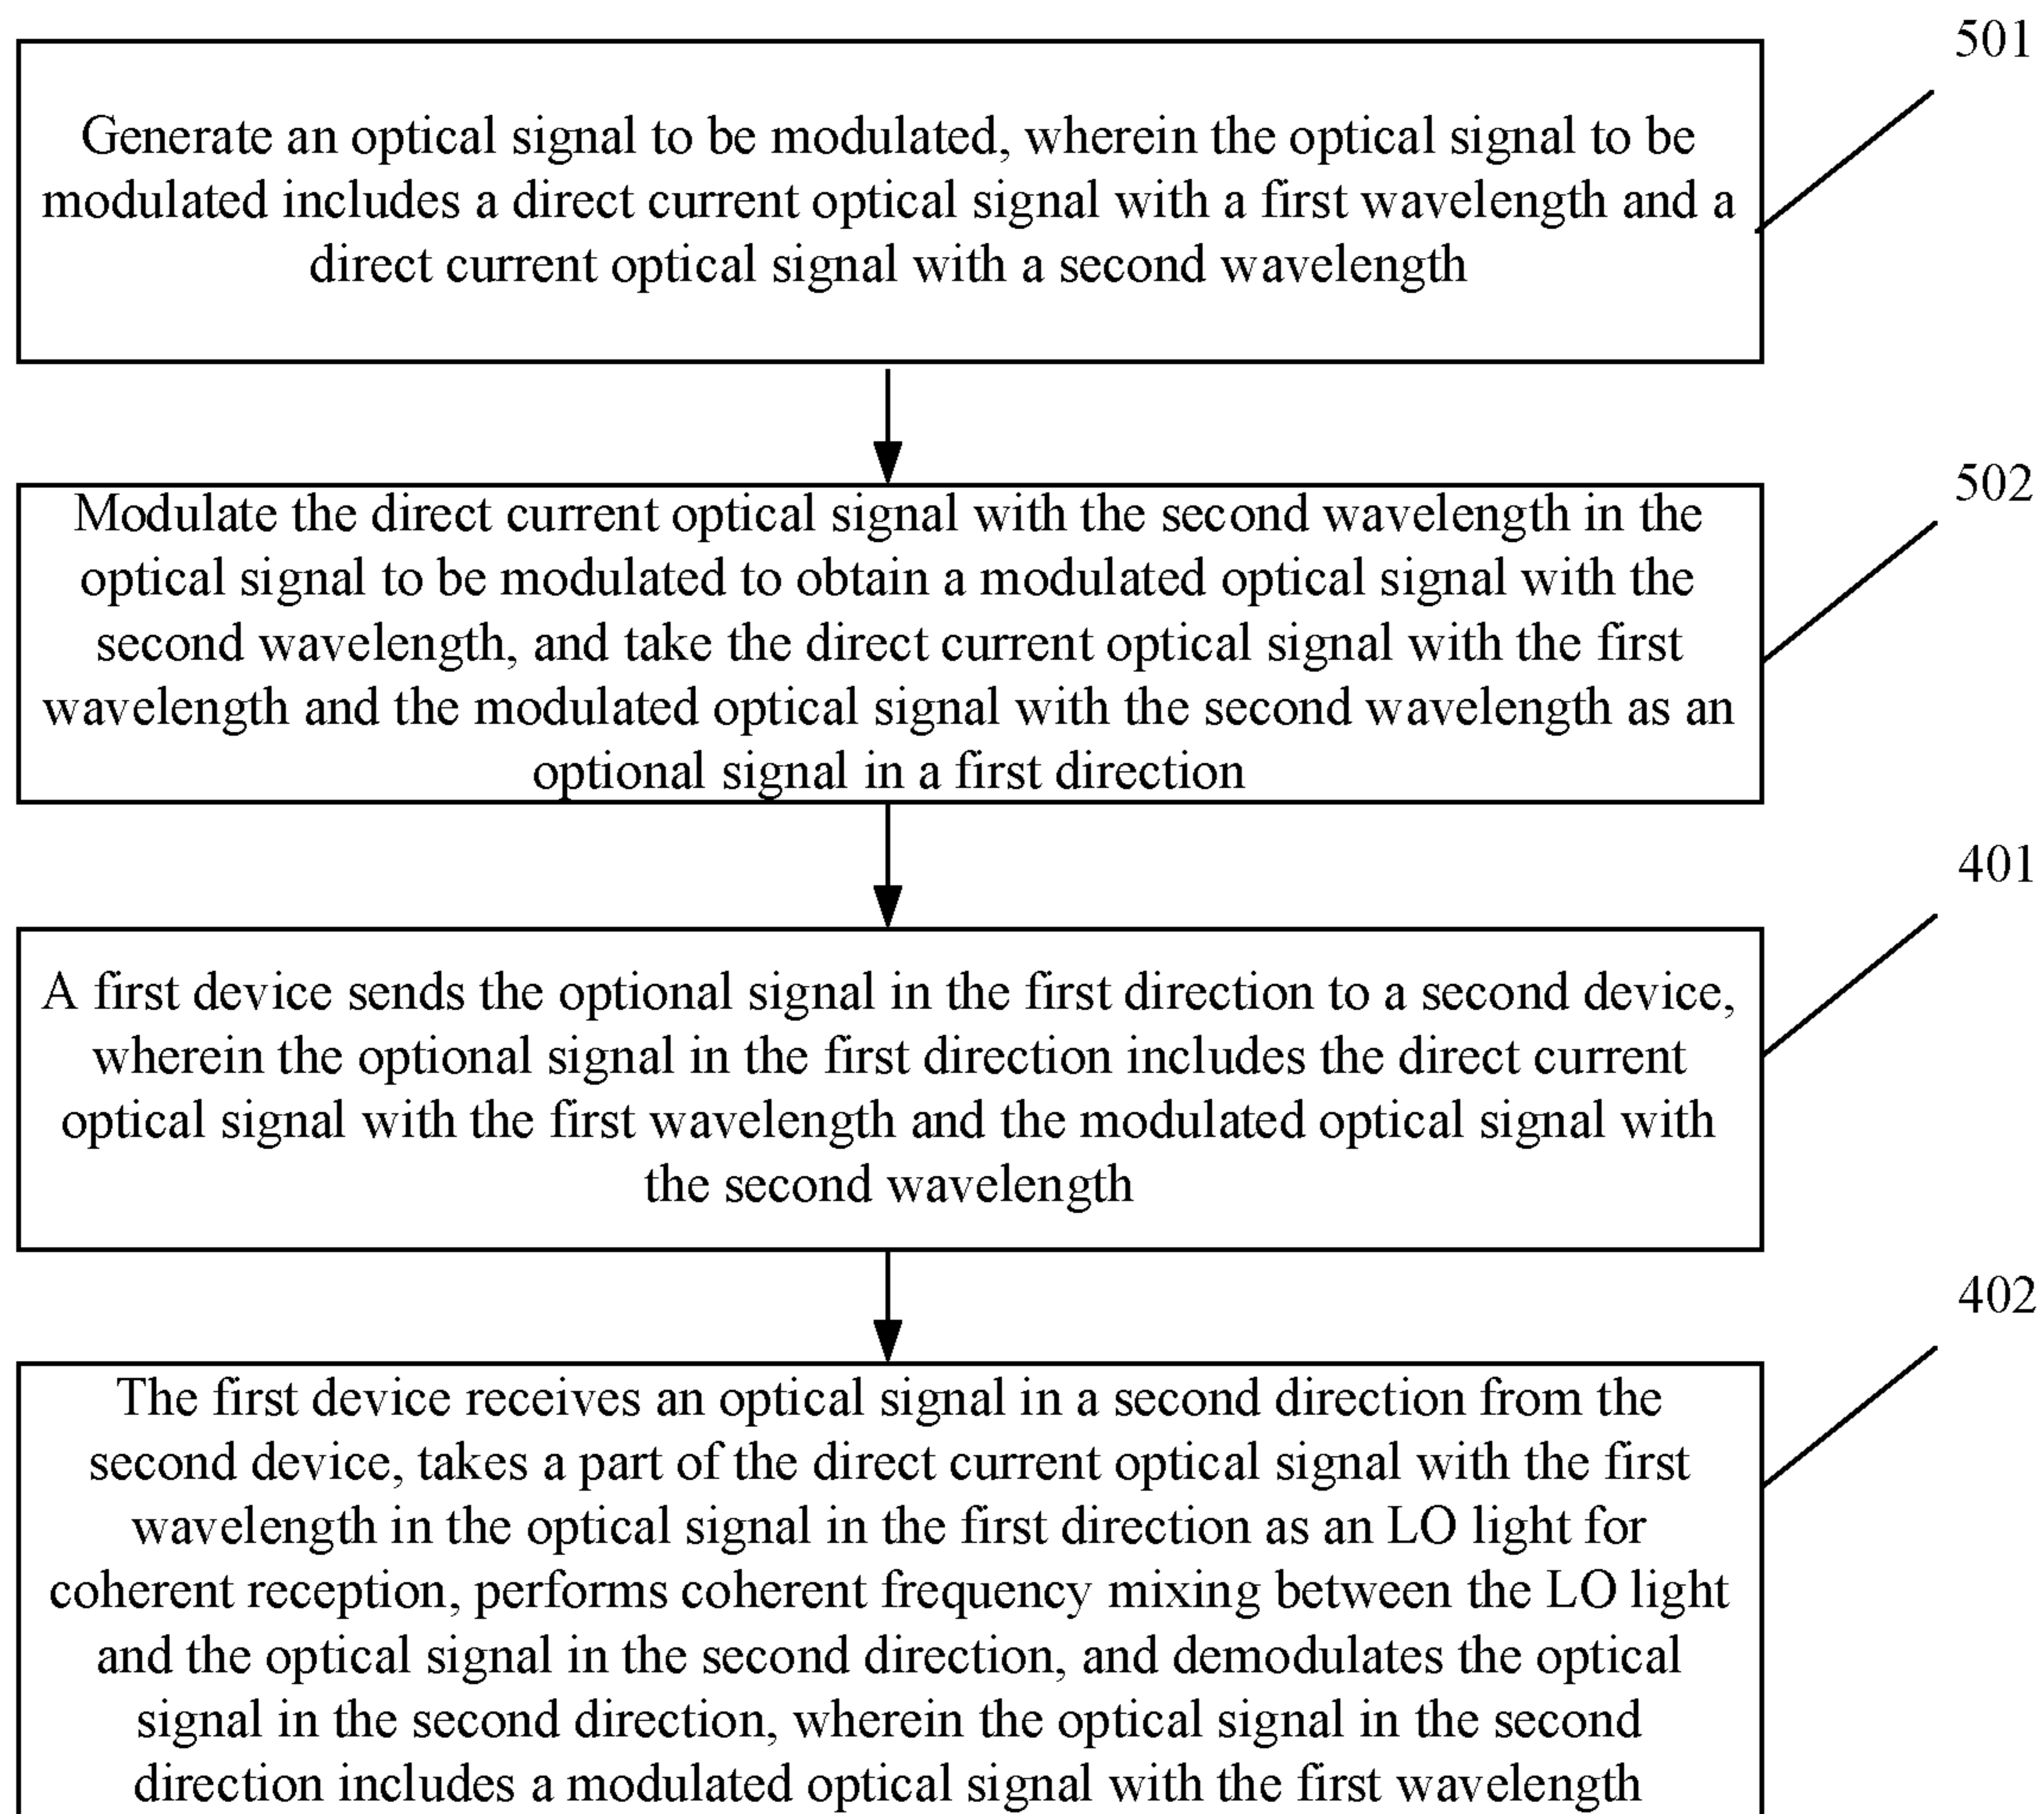 501
Generate an optical signal to be modulated, wherein the optical signal to be
modulated includes a direct current optical signal with a first wavelength and a
direct current optical signal with a second wavelength
502
Modulate the direct current optical signal with the second wavelength in the
optical signal to be modulated to obtain a modulated optical signal with the
second wavelength, and take the direct current optical signal with the first
wavelength and the modulated optical signal with the second wavelength as an
optional signal in a first direction
401
A first device sends the optional signal in the first direction to a second device,
wherein the optional signal in the first direction includes the direct current
optical signal with the first wavelength and the modulated optical signal with
the second wavelength
402
The first device receives an optical signal in a second direction from the
second device, takes a part of the direct current optical signal with the first
wavelength in the optical signal in the first direction as an LO light for
coherent reception, performs coherent frequency mixing between the LO light
and the optical signal in the second direction, and demodulates the optical
signal in the second direction, wherein the optical signal in the second
direction includes a modulated optical signal with the first wavelength